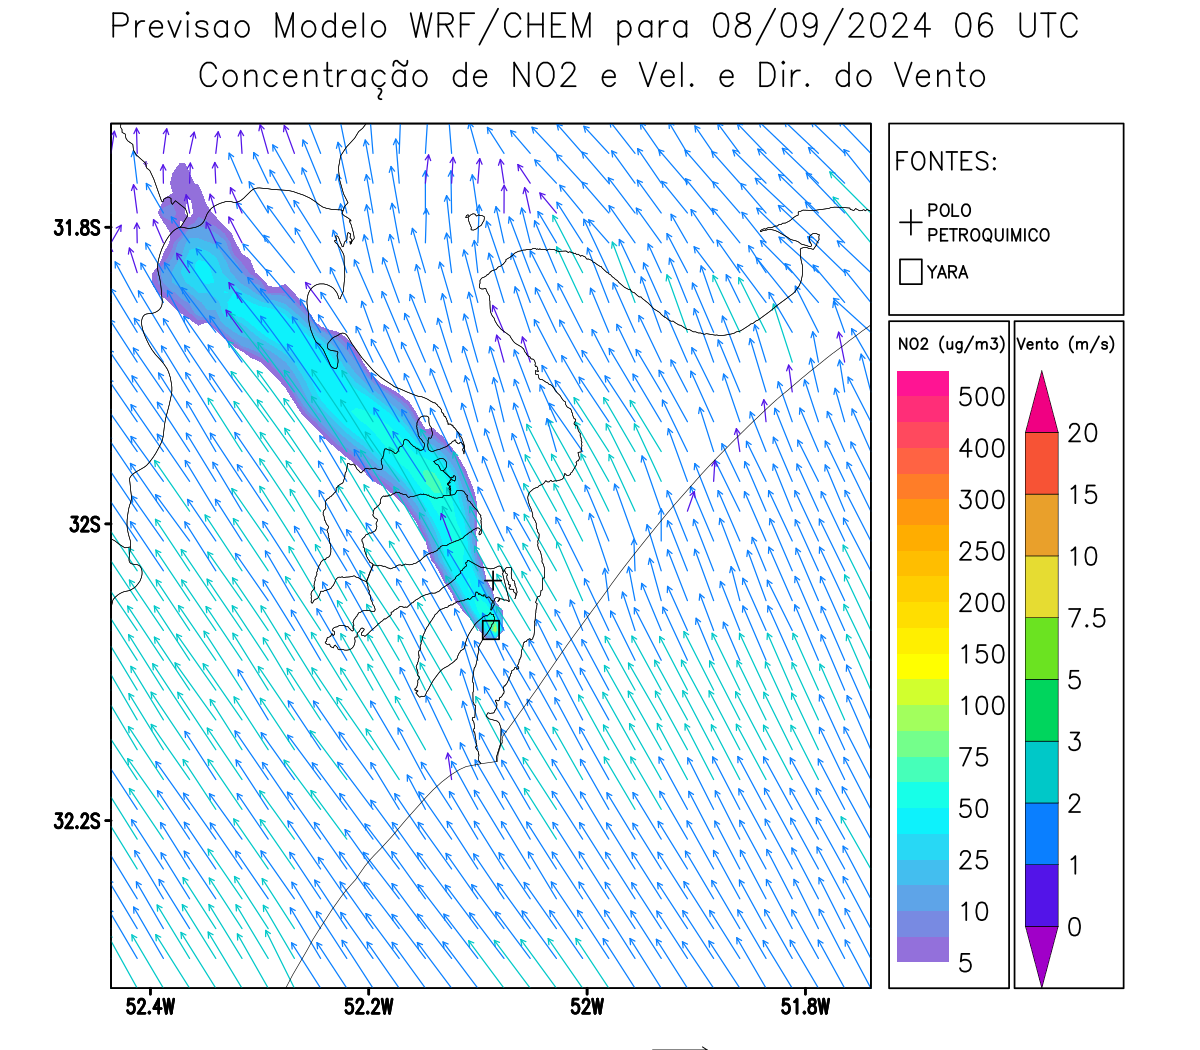 Previsao Modelo WRF/CHEM para 08/09/2024 06 UTC
Concentração de NO2 e Vel. e Dir. do Vento
FONTES:
POLO
PETROQUIMICO
YARA
NO2 (ug/m3)
500
400
300
250
200
150
100
75
50
25
10
5
Vento (m/s)
20
15
10
7.5
5
3
2
1
0
31.8S
32S
32.2S
52.4W
52.2W
52W
51.8W